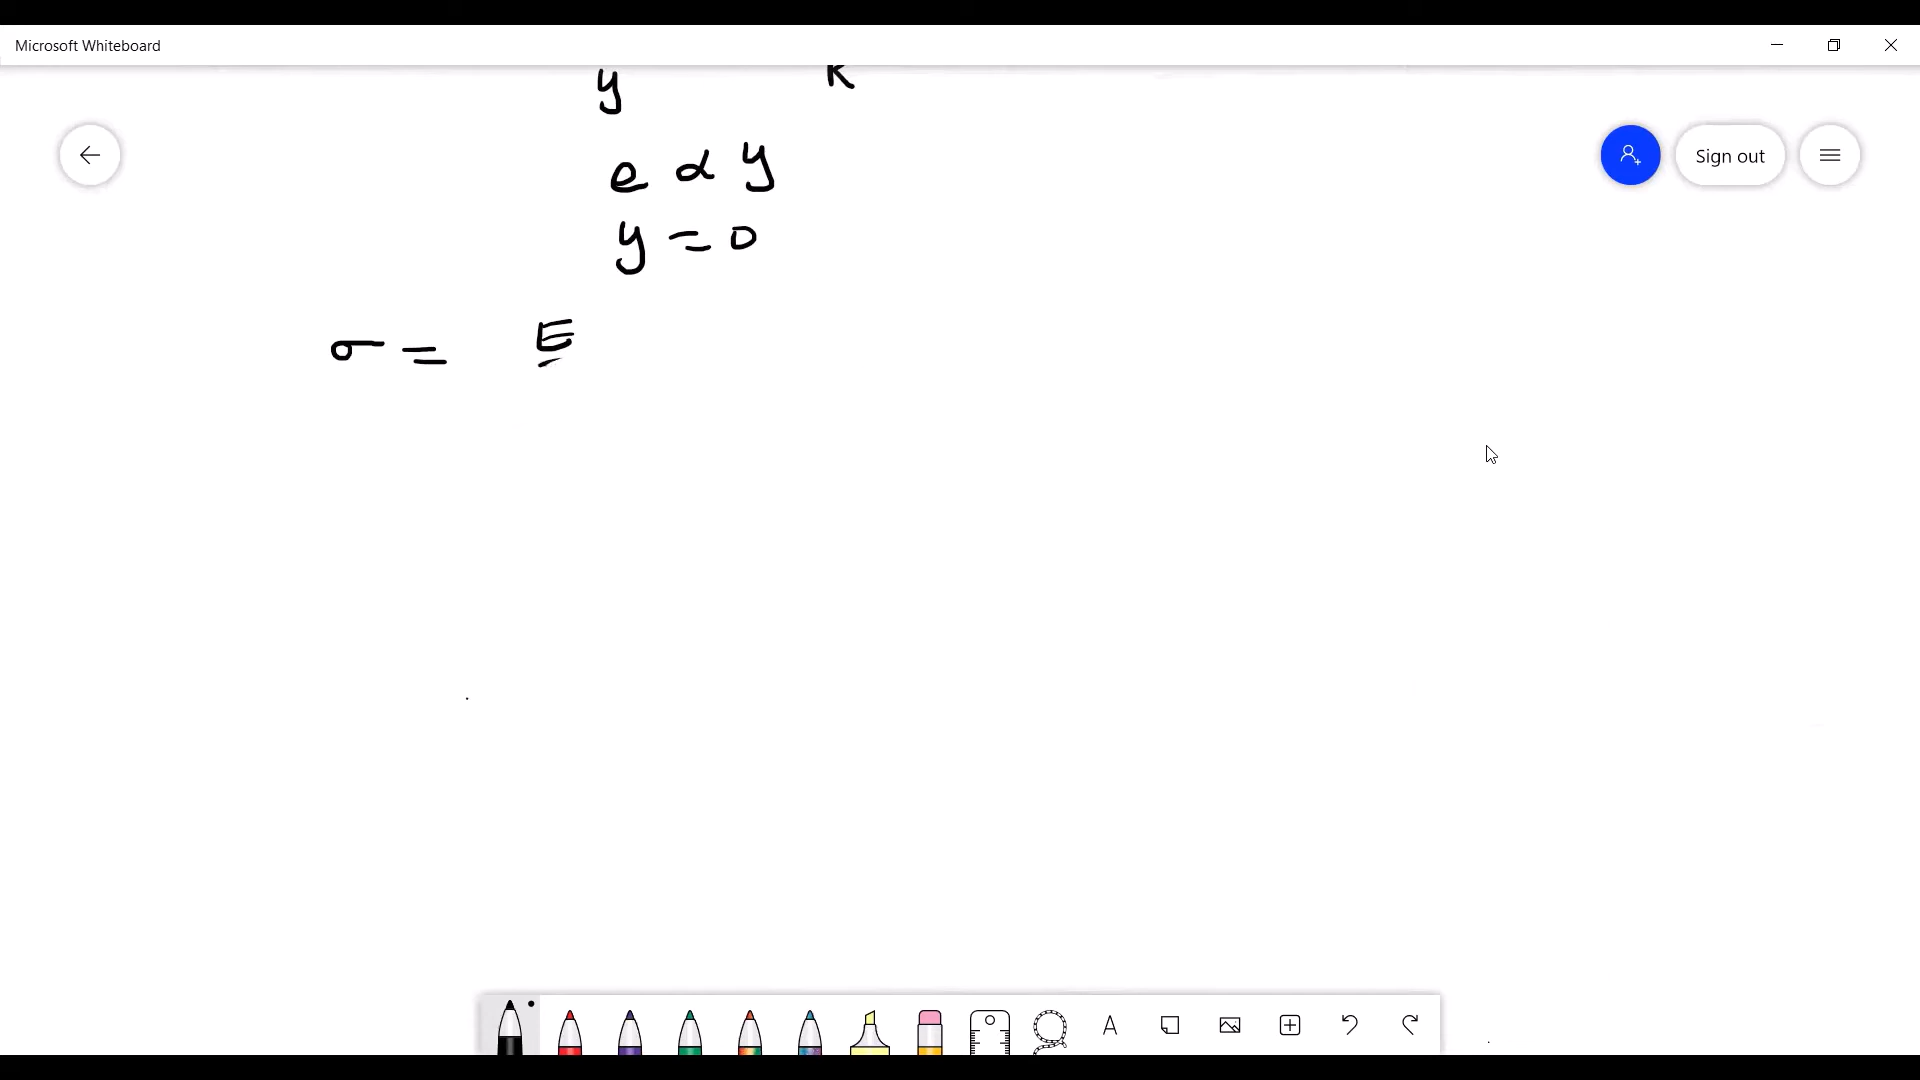 Microsoft Whiteboard
y R
e α y
Sign out
y = 0
σ = E
A